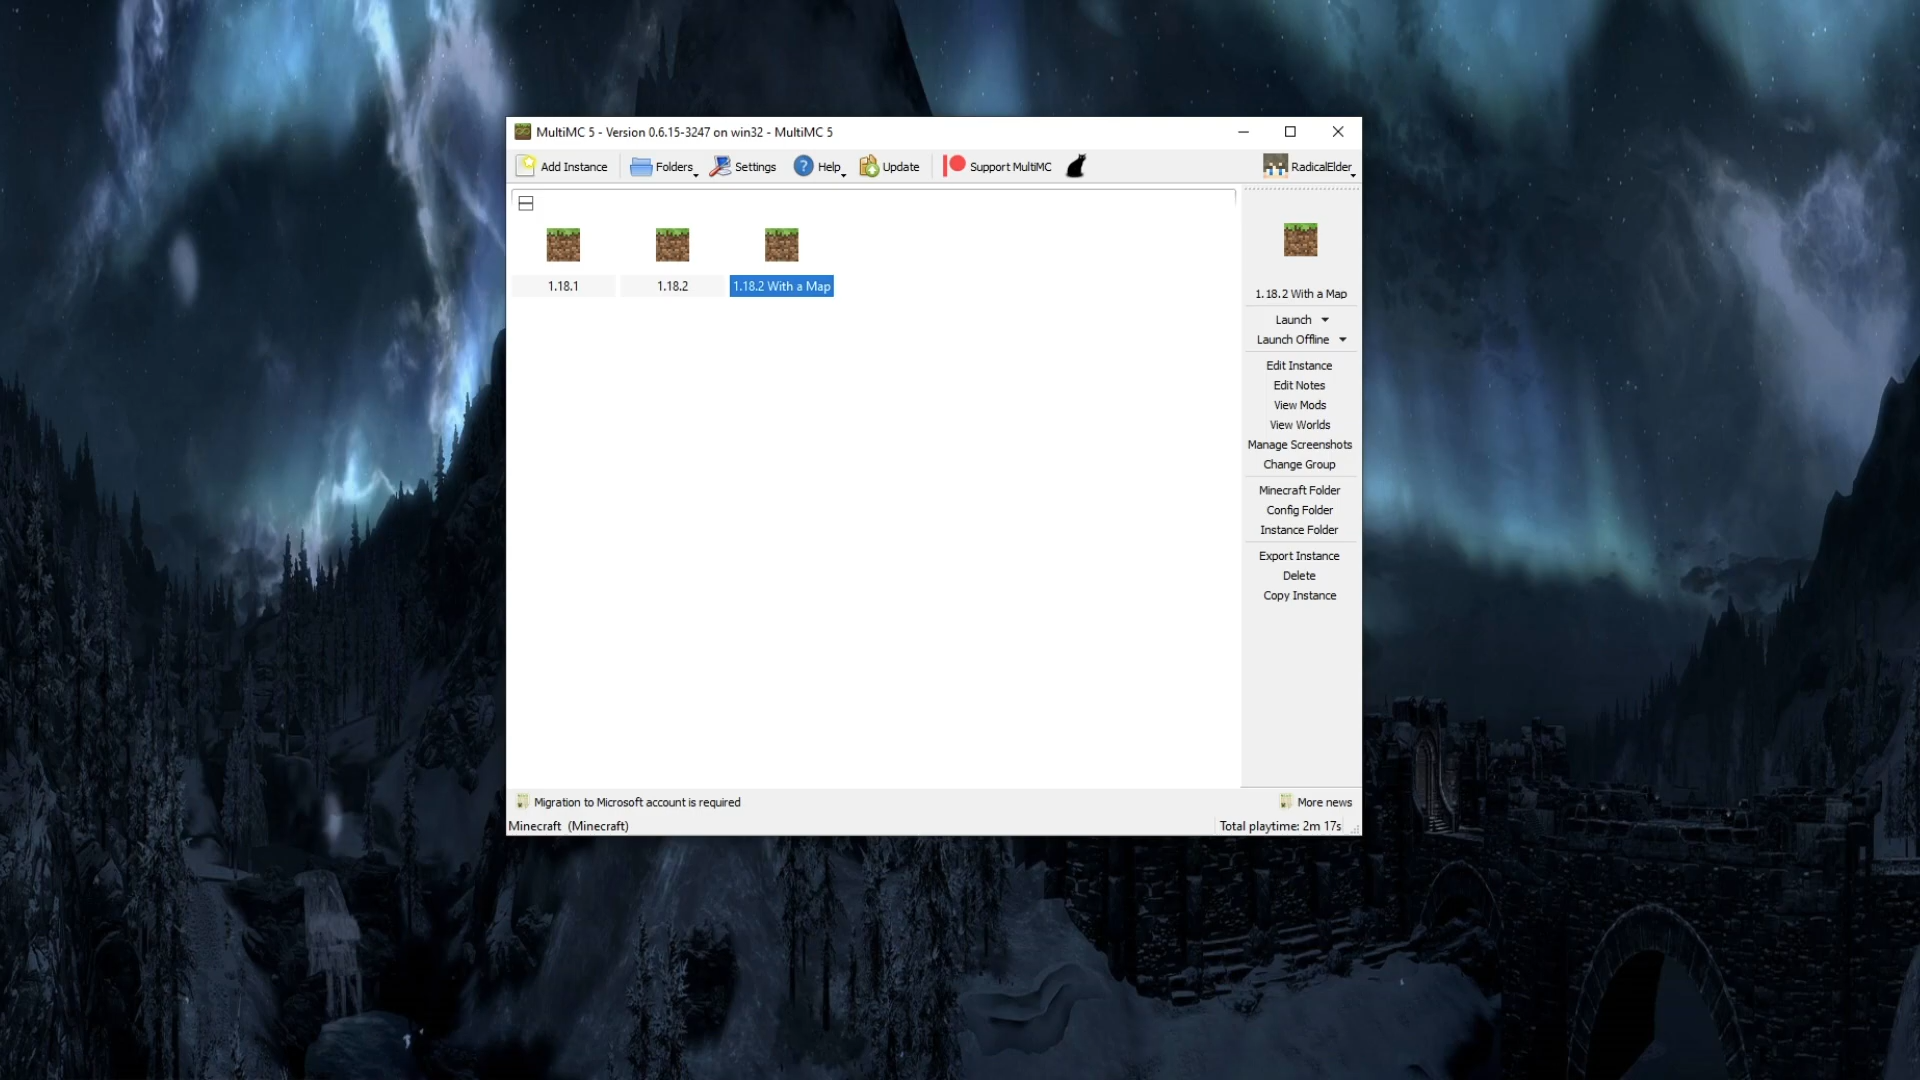 MultiMC 5 - Version 0.6.15-3247 on win32 - MultiMC 5
Add Instance Folders Settings Help Update Support MultiMC RadicalElder
1.18.1 1.18.2 1.18.2 With a Map
1.18.2 With a Map
Launch
Launch Offline
Edit Instance
Edit Notes
View Mods
View Worlds
Manage Screenshots
Change Group
Minecraft Folder
Config Folder
Instance Folder
Export Instance
Delete
Copy Instance
Migration to Microsoft account is required More news
Minecraft (Minecraft) Total playtime: 2m 17s